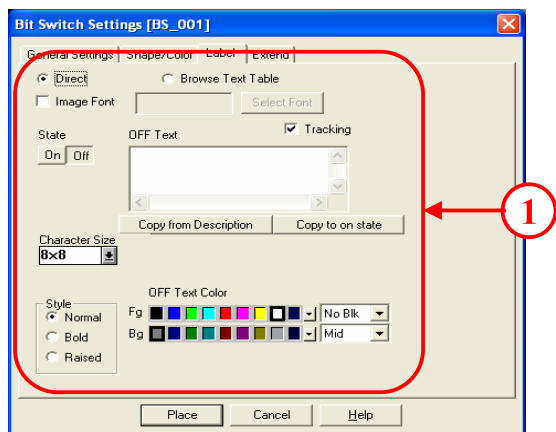 Bit Switch Settings [BS_001]
General Settings Shape/Color Label Extend
Direct Browse Text Table
Image Font Select Font
State OFF Text Tracking
On Off
Copy from Description Copy to on state
Character Size
8×8
OFF Text Color
Style
Normal Fg No Blk
Bold Bg Mid
Raised
Place Cancel Help
1